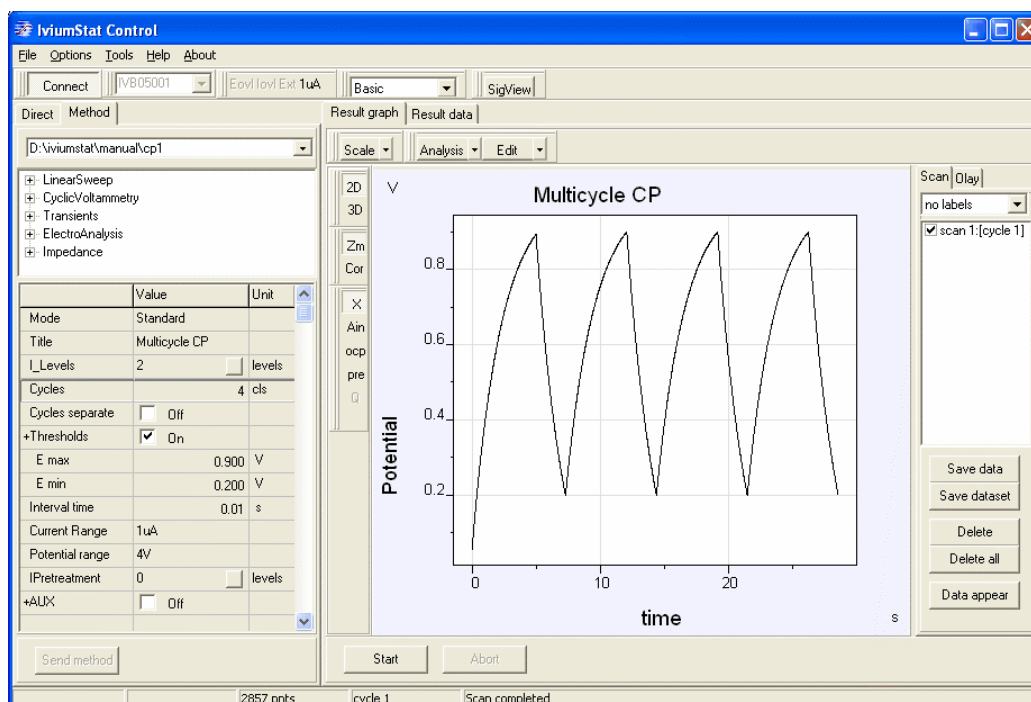 IviumStat Control
File Options Tools Help About
Connect IVB05001 Eovl Iovl Ext 1uA Basic SigView
Direct Method
D:\iviumstat\manual\cp1
LinearSweep
CyclicVoltammetry
Transients
ElectroAnalysis
Impedance
Value Unit
Mode Standard
Title Multicycle CP
I_Levels 2 levels
Cycles 4 cls
Cycles separate Off
+Thresholds On
E max 0.900 V
E min 0.200 V
Interval time 0.01 s
Current Range 1uA
Potential range 4V
IPretreatment 0 levels
+AUX Off
Send method
Result graph Result data
Scale Analysis Edit
2D
3D
Zm
Cor
X
Ain
ocp
pre
Q
V
Multicycle CP
Potential
0.8
0.6
0.4
0.2
0 10 20
time
s
Start Abort
Scan Olay
no labels
scan 1:[cycle 1]
Save data
Save dataset
Delete
Delete all
Data appear
2857 pnts cycle 1 Scan completed